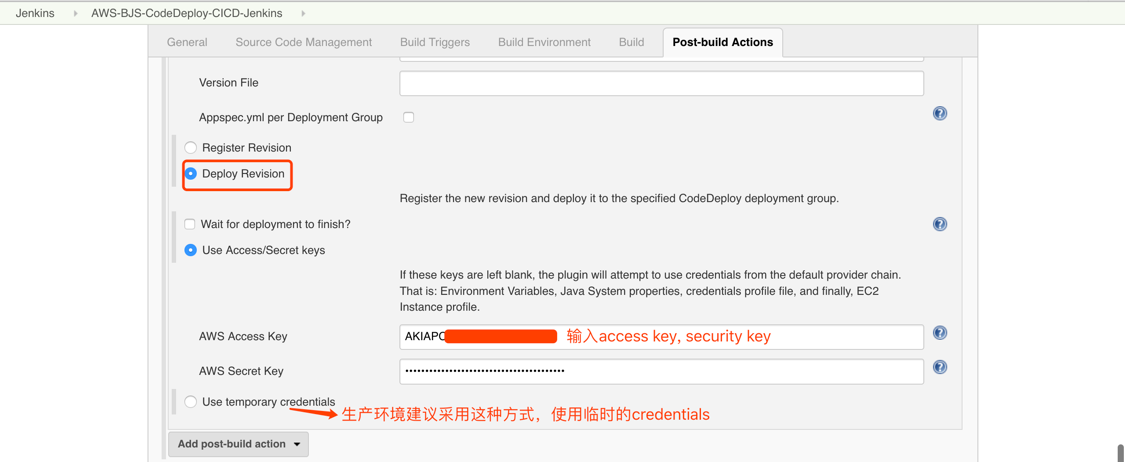 Jenkins AWS-BJS-CodeDeploy-CICD-Jenkins
General Source Code Management Build Triggers Build Environment Build Post-build Actions
Version File
Appspec.yml per Deployment Group
Register Revision
Deploy Revision
Register the new revision and deploy it to the specified CodeDeploy deployment group.
Wait for deployment to finish?
Use Access/Secret keys
If these keys are left blank, the plugin will attempt to use credentials from the default provider chain.
That is: Environment Variables, Java System properties, credentials profile file, and finally, EC2
Instance profile.
AWS Access Key AKIAPC 输入access key, security key
AWS Secret Key ••••••••••••••••••••••••••••••••••••••••
Use temporary credentials
生产环境建议采用这种方式，使用临时的credentials
Add post-build action